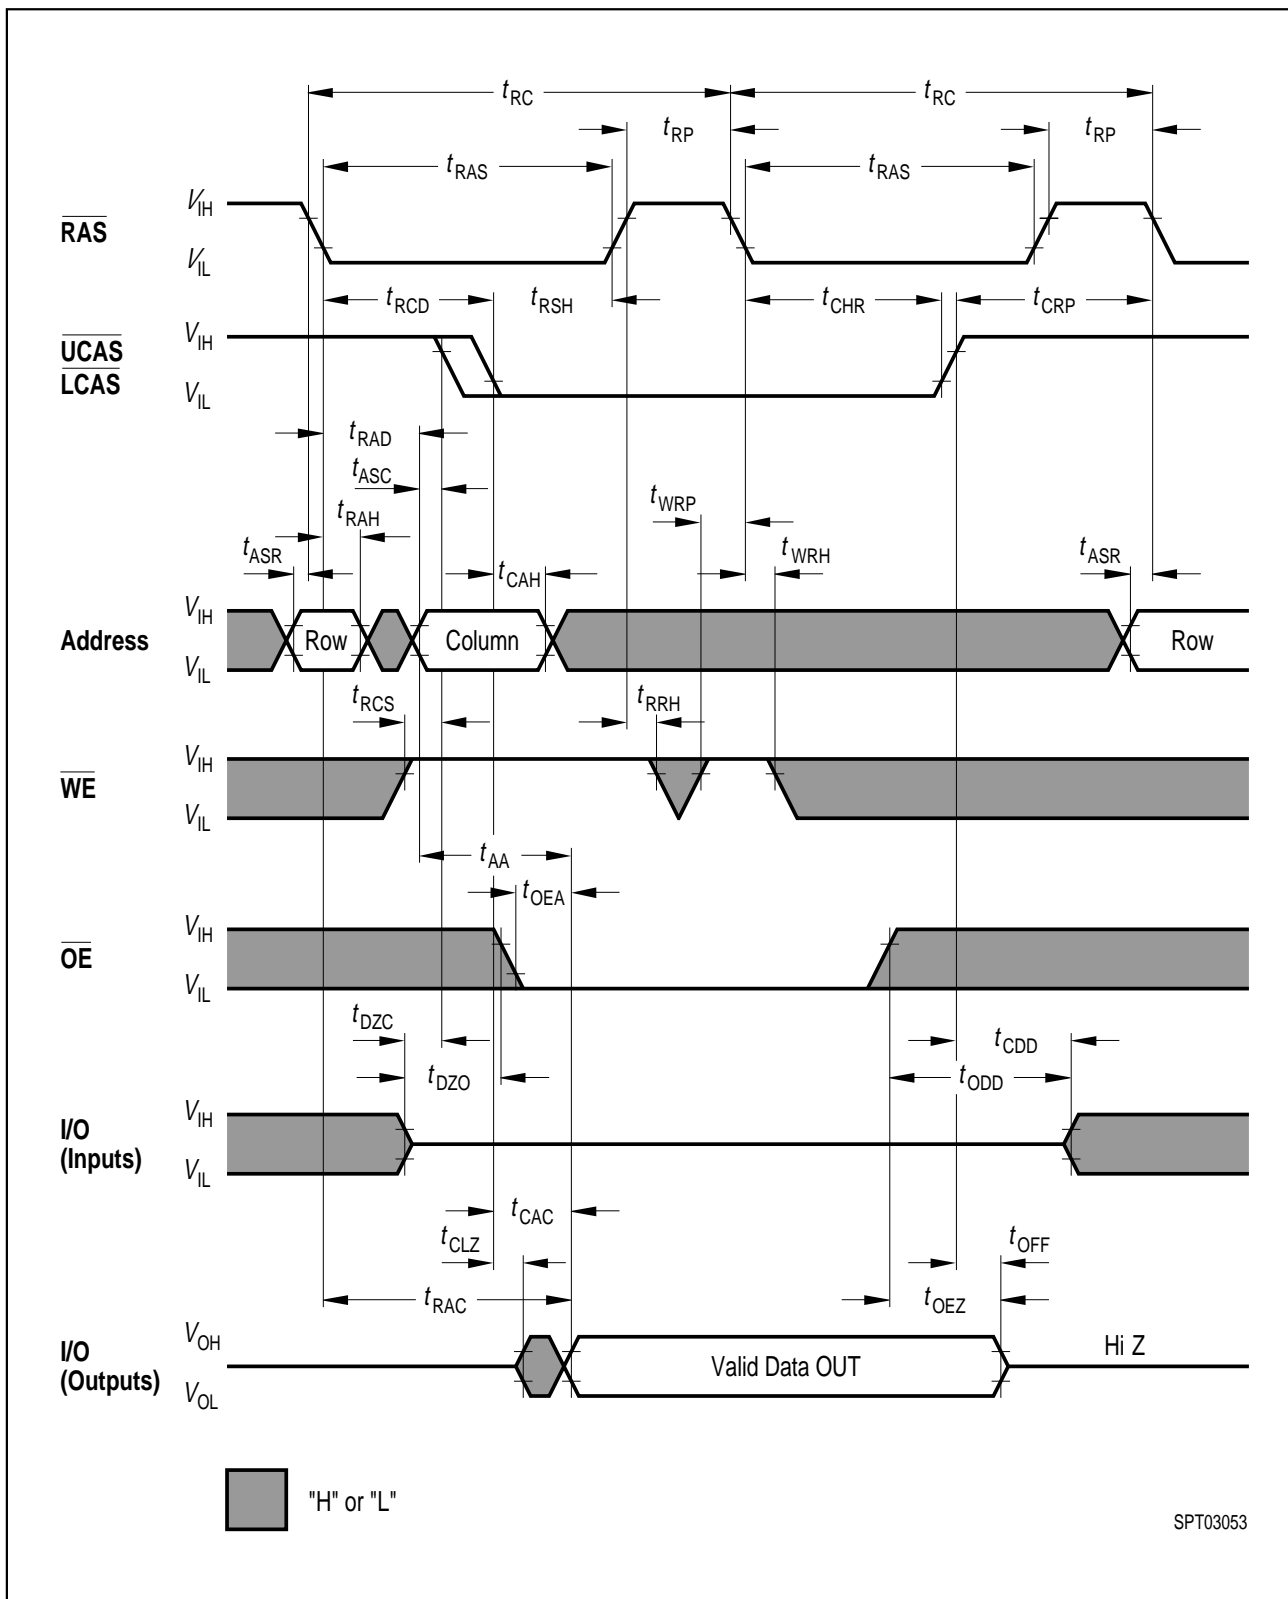 tRC tRC
tRP tRP
tRAS tRAS
RAS VIH
VIL
tRCD tRSH tCHR tCRP
UCAS VIH
LCAS VIL
tRAD
tASC
tRAH tWRP
tASR tCAH tWRH tASR
Address VIH
Row Column Row
VIL
tRCS tRRH
WE VIH
VIL
tAA
tOEA
OE VIH
VIL
tDZC tCDD
tDZO tODD
I/O VIH
(Inputs) VIL
tCAC
tCLZ tOFF
tRAC tOEZ
I/O VOH Hi Z
(Outputs) VOL
Valid Data OUT
"H" or "L"
SPT03053